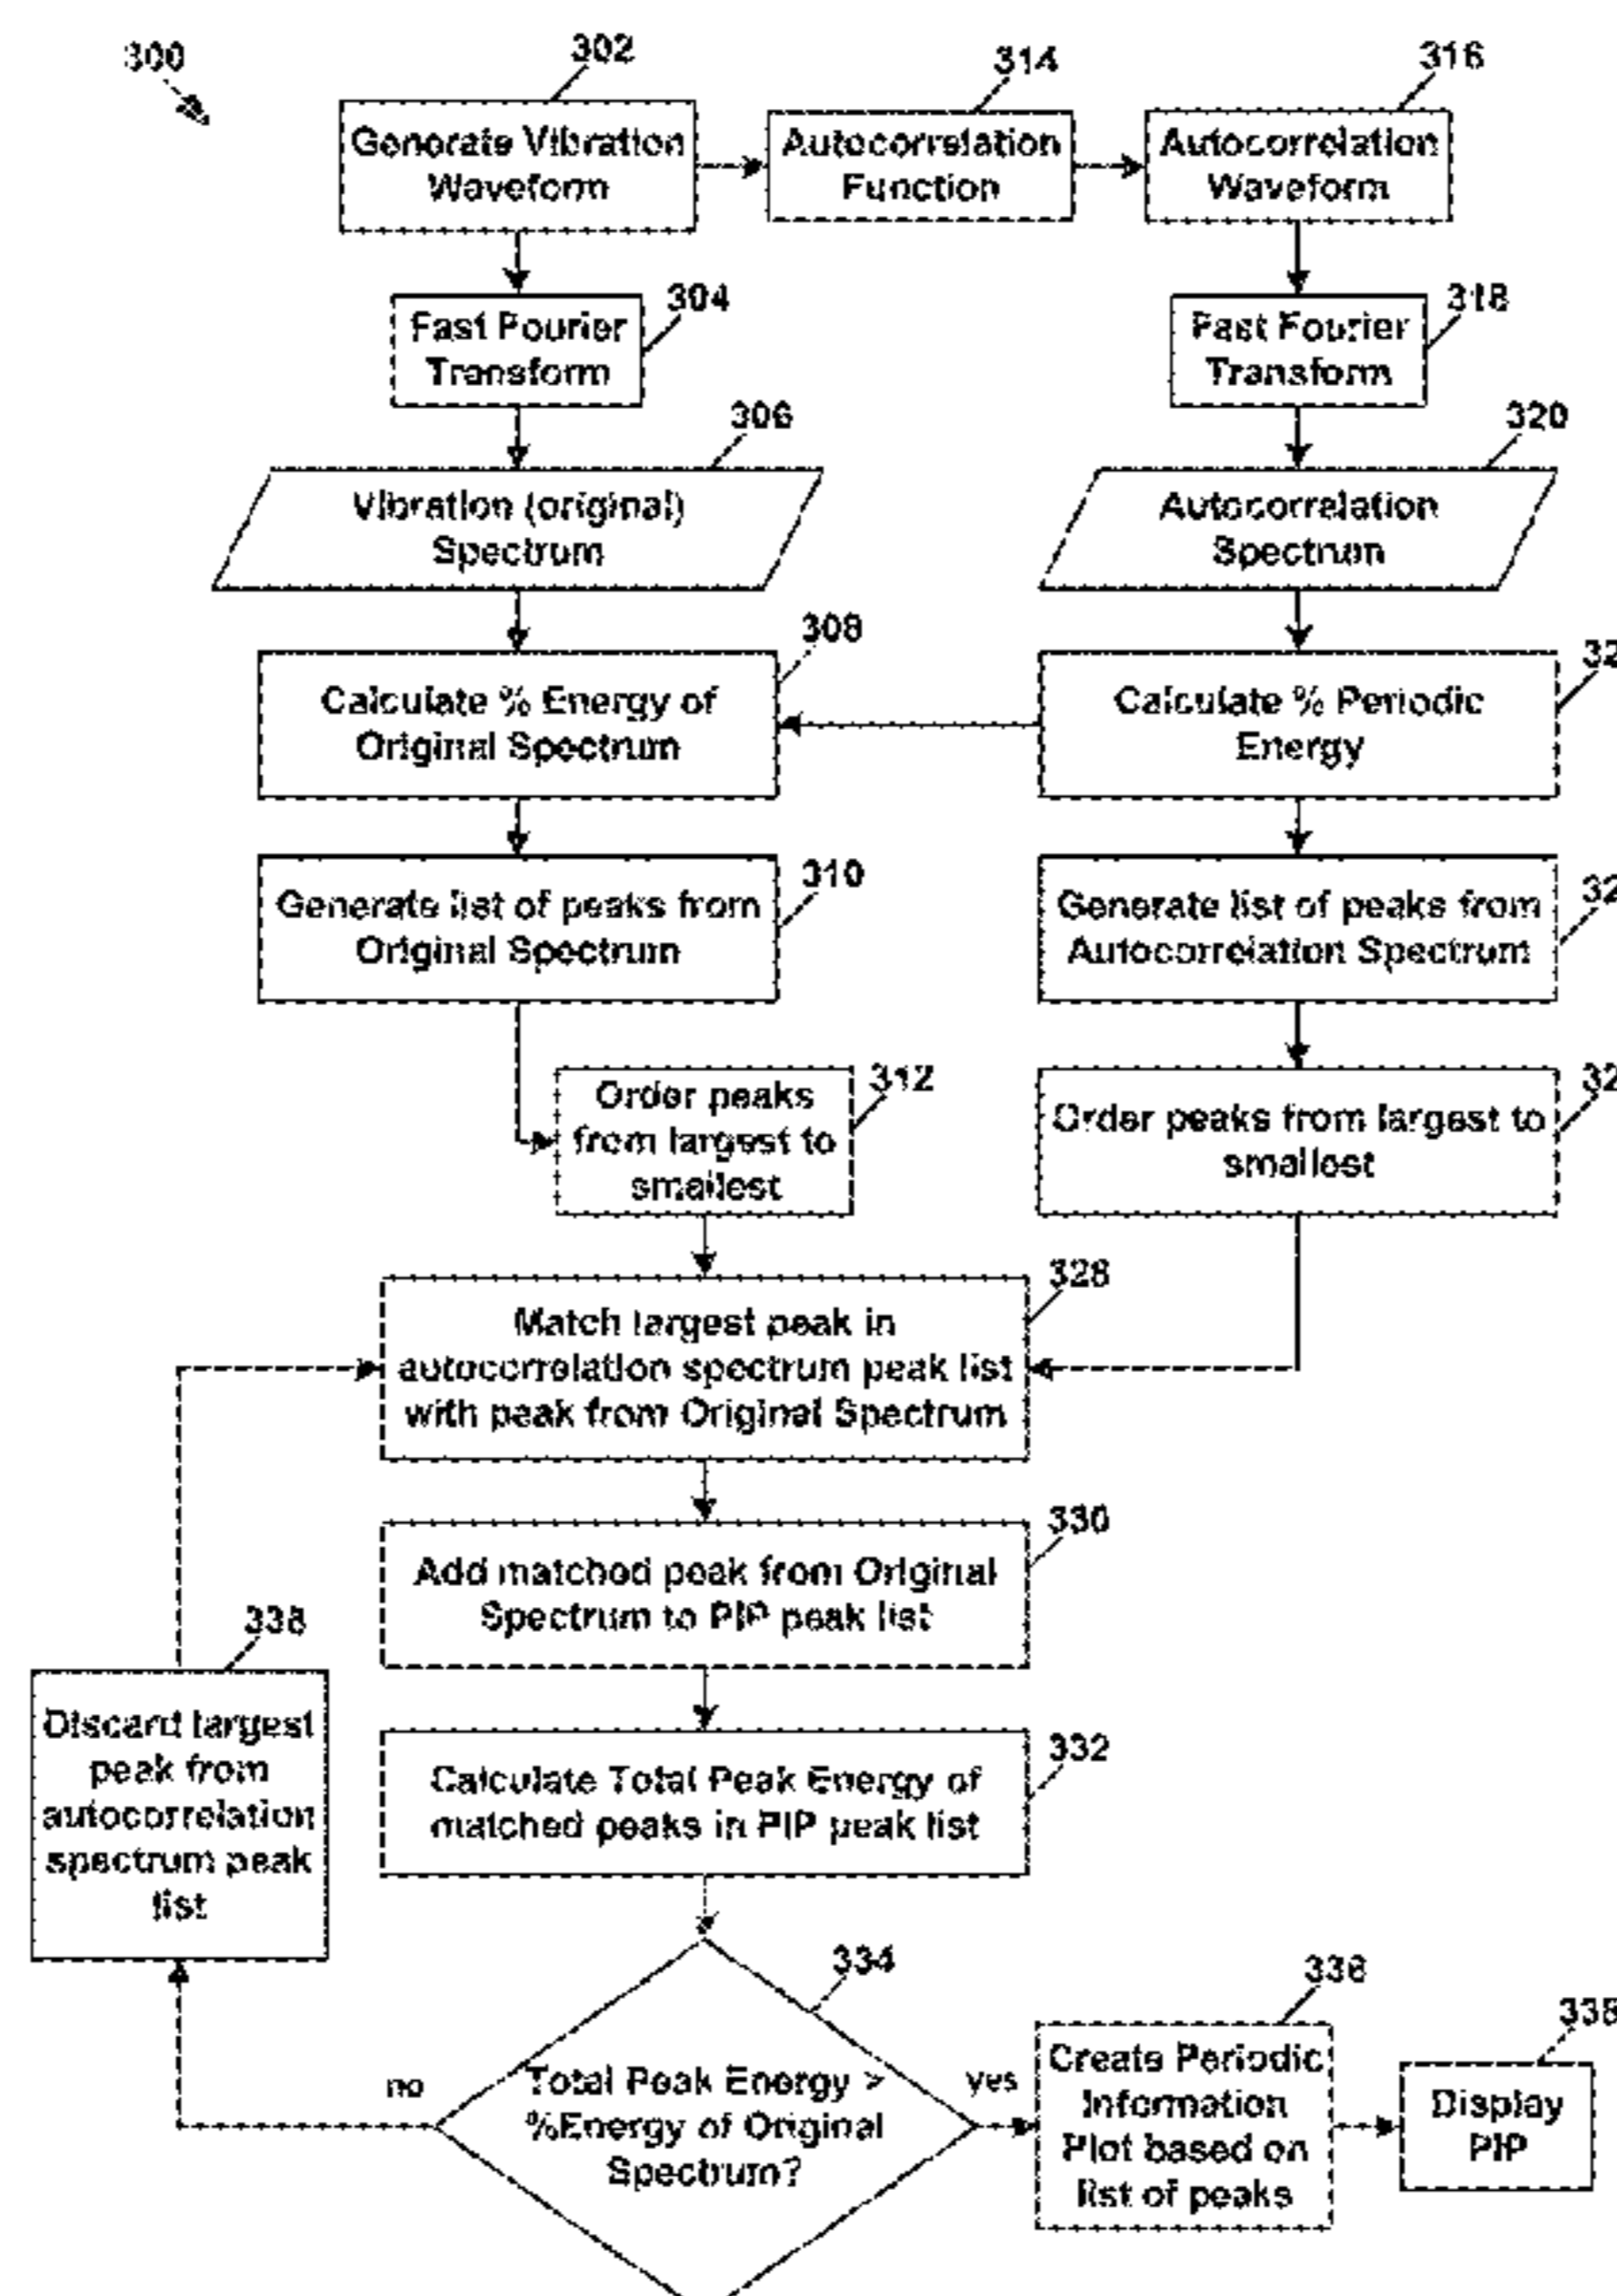 300
302
314
316
Generate Vibration
Waveform
Autocorrelation
Function
Autocorrelation
Waveform
304
318
Fast Fourier
Transform
Fast Fourier
Transform
306
320
Vibration (original)
Spectrum
Autocorrelation
Spectrum
308
32
Calculate % Energy of
Original Spectrum
Calculate % Periodic
Energy
310
32
Generate list of peaks from
Original Spectrum
Generate list of peaks from
Autocorrelation Spectrum
312
32
Order peaks
from largest to
smallest
Order peaks from largest to
smallest
328
Match largest peak in
autocorrelation spectrum peak list
with peak from Original Spectrum
330
Add matched peak from Original
Spectrum to PIP peak list
338
Discard largest
peak from
autocorrelation
spectrum peak
list
332
Calculate Total Peak Energy of
matched peaks in PIP peak list
334
336
338
no
Total Peak Energy >
%Energy of Original
Spectrum?
yes
Create Periodic
Information
Plot based on
list of peaks
Display
PIP